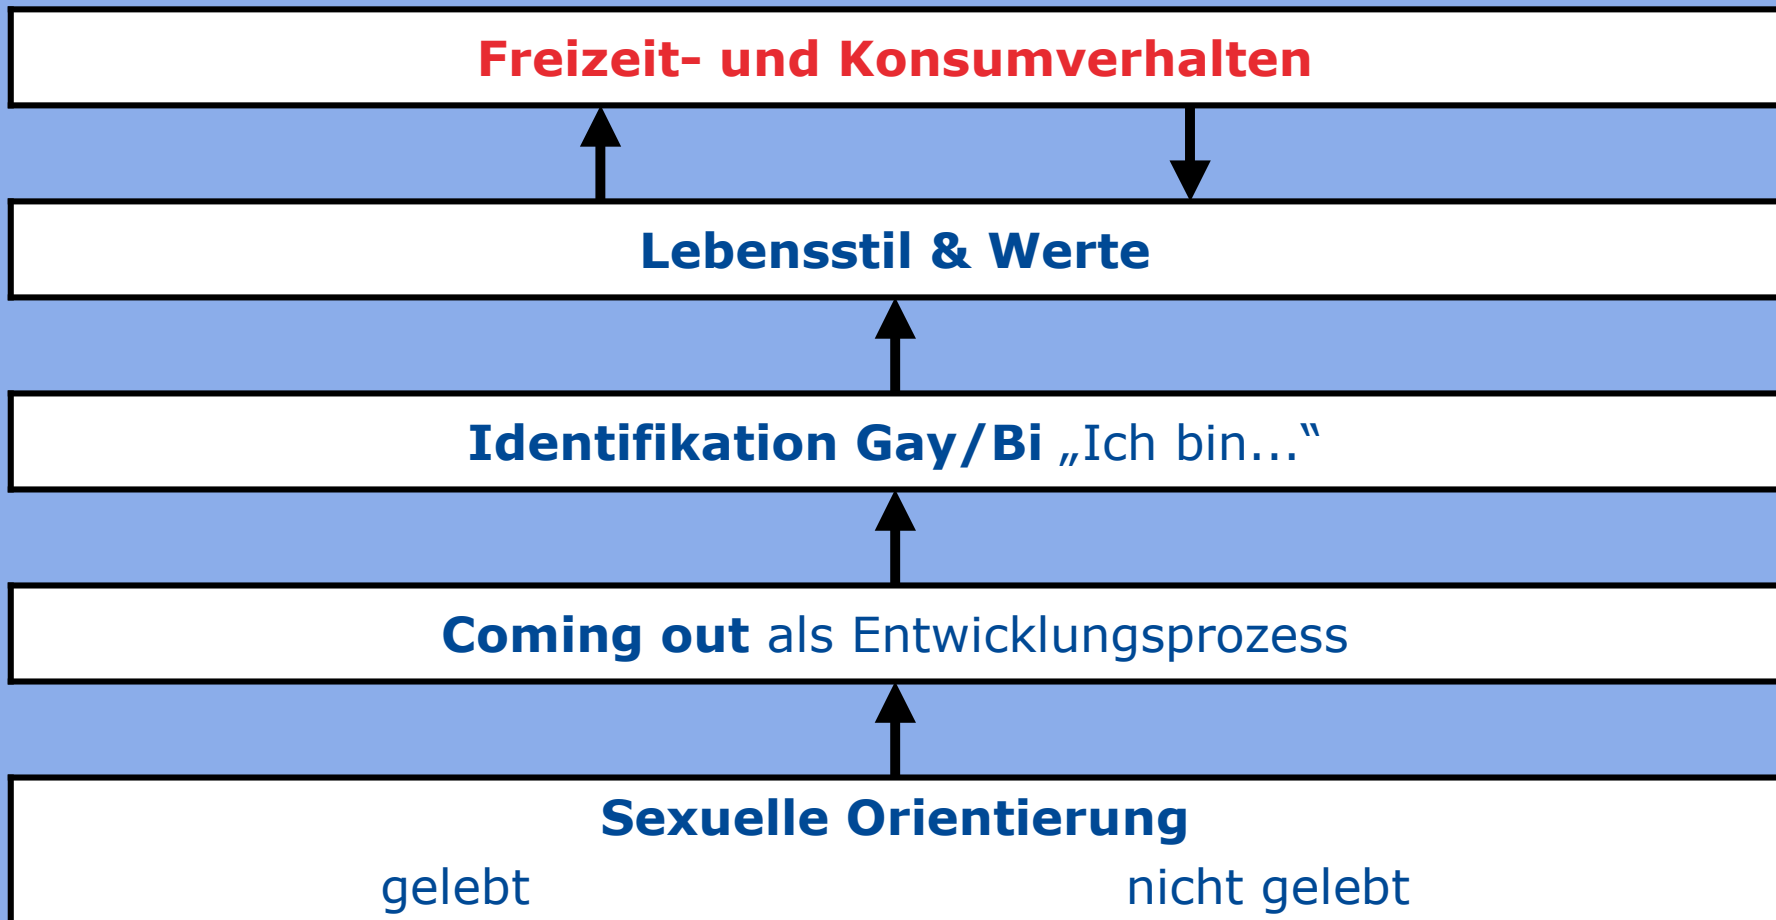 Freizeit- und Konsumverhalten
Lebensstil & Werte
Identifikation Gay/Bi „Ich bin...“
Coming out als Entwicklungsprozess
Sexuelle Orientierung
gelebt nicht gelebt